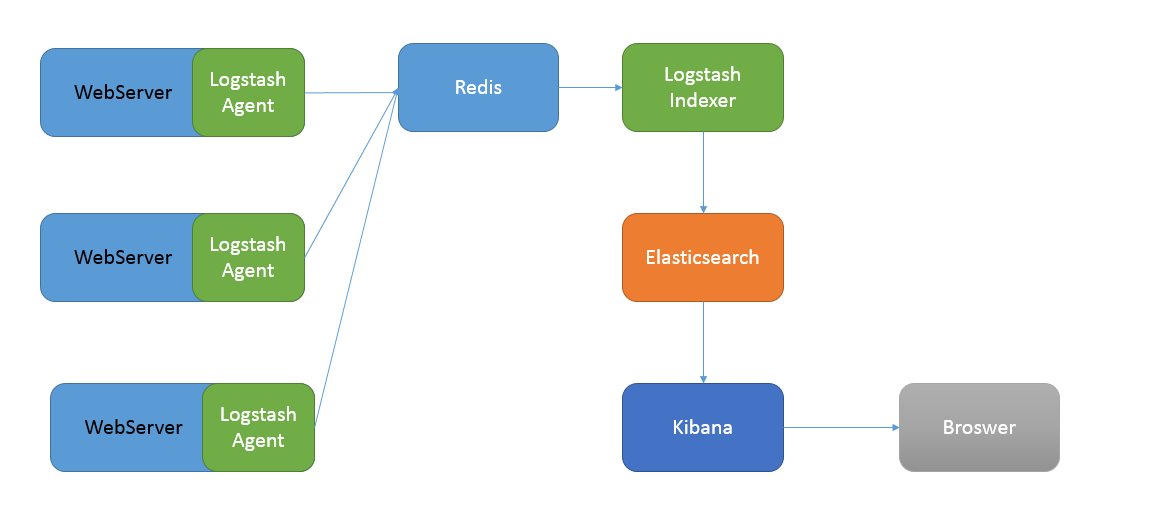 WebServer
Logstash
Agent
Redis
Logstash
Indexer
WebServer
Logstash
Agent
Elasticsearch
WebServer
Logstash
Agent
Kibana
Broswer